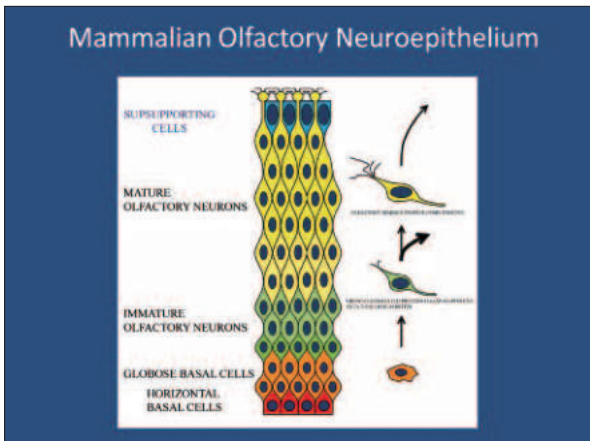 Mammalian Olfactory Neuroepithelium
SUPSUPPORTING
CELLS
MATURE
OLFACTORY NEURONS
IMMATURE
OLFACTORY NEURONS
GLOBOSE BASAL CELLS
HORIZONTAL
BASAL CELLS